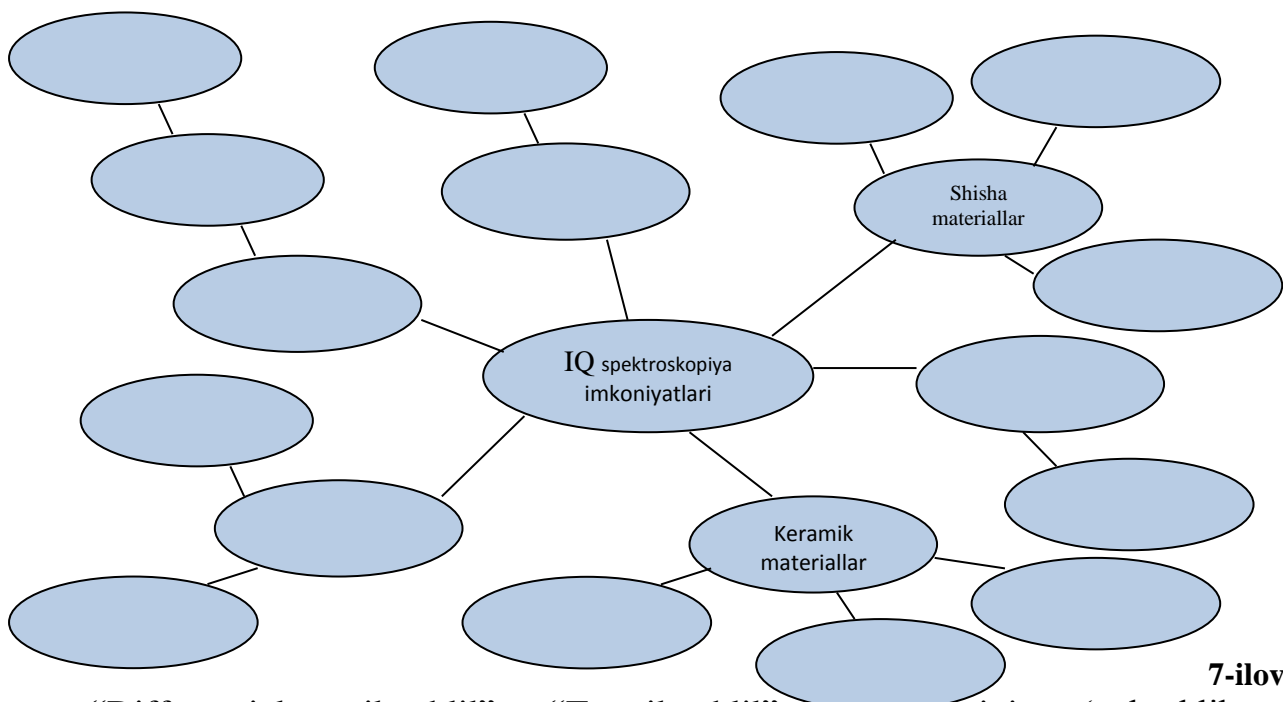 Shisha
materiallar
IQ spektroskopiya
imkoniyatlari
Keramik
materiallar
7-ilov